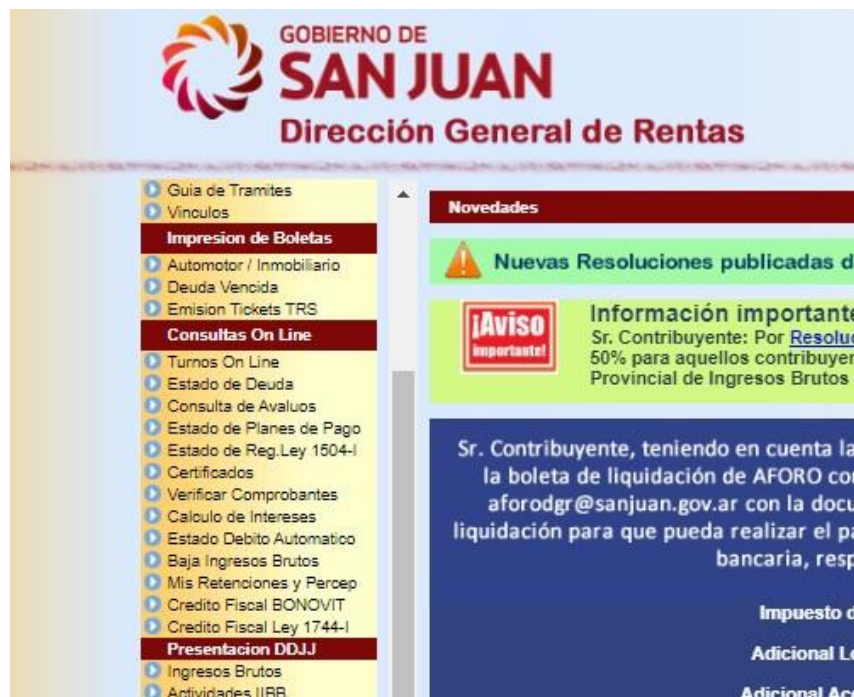 GOBIERNO DE
SAN JUAN
Dirección General de Rentas
Guia de Tramites
Vinculos
Impresion de Boletas
Automotor / Inmobiliario
Deuda Vencida
Emision Tickets TRS
Consultas On Line
Turnos On Line
Estado de Deuda
Consulta de Avaluos
Estado de Planes de Pago
Estado de Reg.Ley 1504-I
Certificados
Verificar Comprobantes
Calculo de Intereses
Estado Debito Automatico
Baja Ingresos Brutos
Mis Retenciones y Percep
Credito Fiscal BONOVIT
Credito Fiscal Ley 1744-I
Presentacion DDJJ
Ingresos Brutos
Actividades IIBB
Novedades
Nuevas Resoluciones publicadas d
¡Aviso
importante!
Información importante
Sr. Contribuyente: Por Resoluc
50% para aquellos contribuyer
Provincial de Ingresos Brutos
Sr. Contribuyente, teniendo en cuenta la
la boleta de liquidación de AFORO co
aforodgr@sanjuan.gov.ar con la docu
liquidación para que pueda realizar el pa
bancaria, resp
Impuesto d
Adicional Lo
Adicional Acc